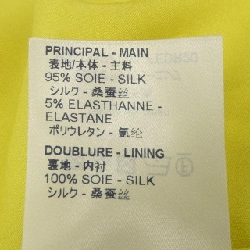 PRINCIPAL - MAIN
表地/本体 - 主料
95% SOIE - SILK
シルク - 桑蚕丝
5% ELASTHANNE -
ELASTANE
ポリウレタン - 氨纶
DOUBLURE - LINING
裏地 - 内衬
100% SOIE - SILK
シルク - 桑蚕丝